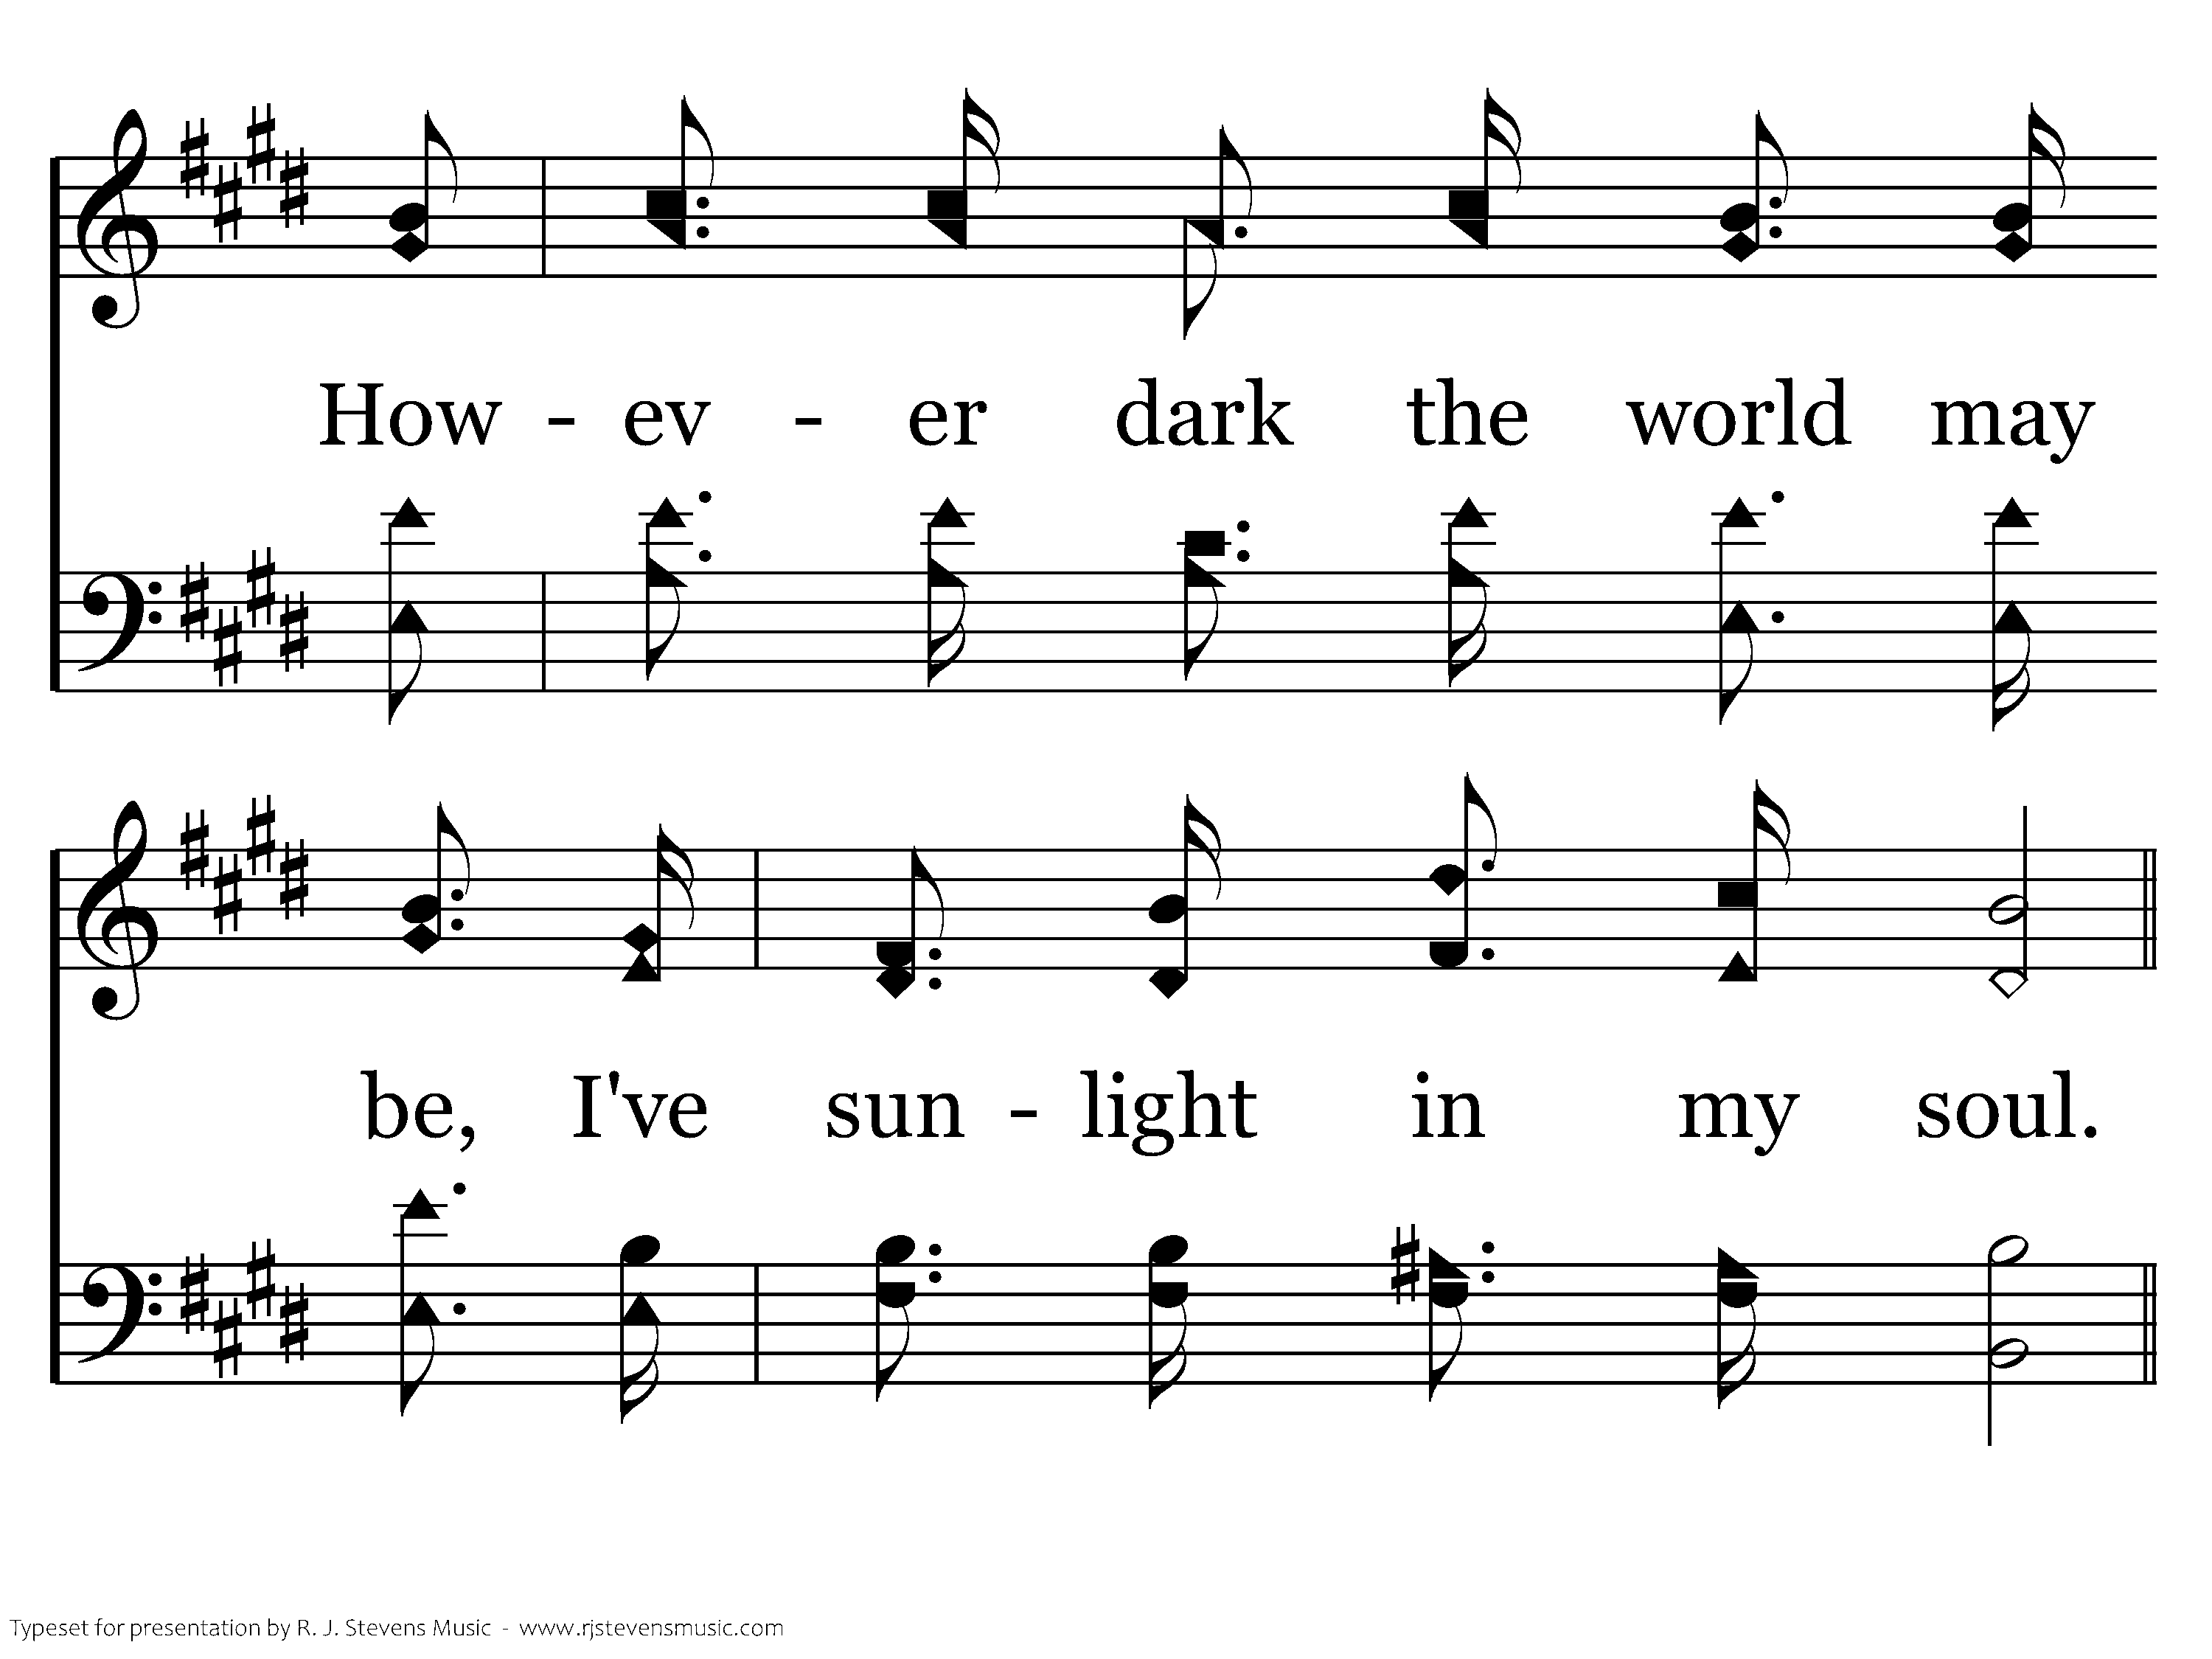 How - ev - er dark the world may
be, I've sun - light in my soul.
Typeset for presentation by R. J. Stevens Music - www.rjstevensmusic.com